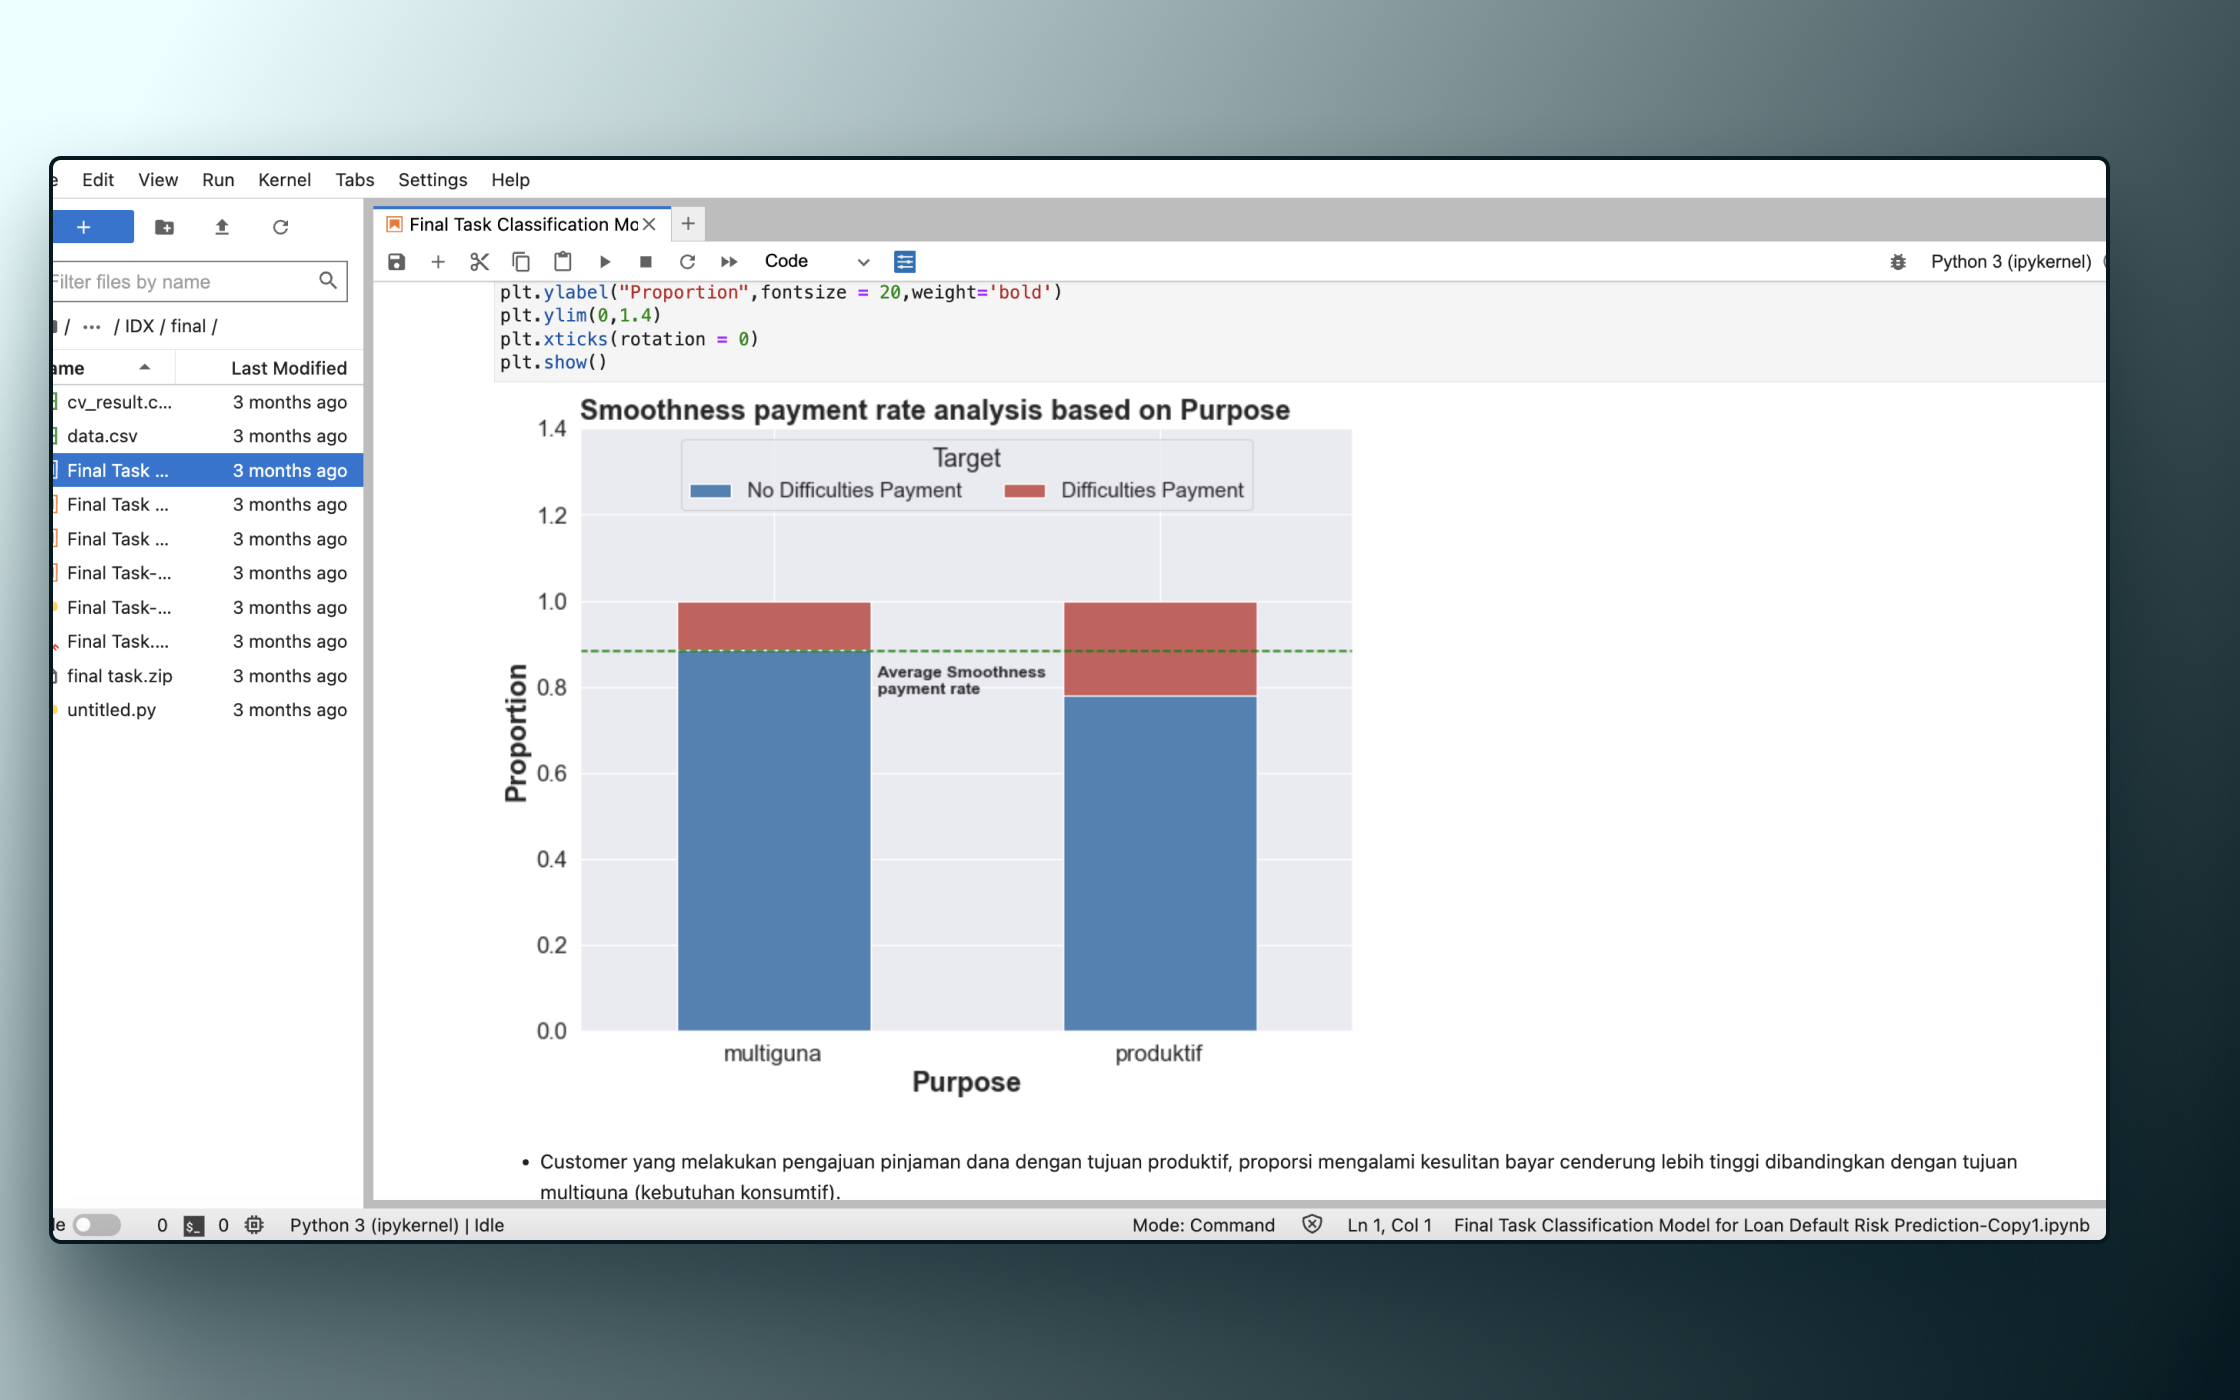 Edit View Run Kernel Tabs Settings Help
+
Filter files by name
/ ... / IDX / final /
Last Modified
cv_result.c... 3 months ago
data.csv 3 months ago
Final Task ... 3 months ago
Final Task ... 3 months ago
Final Task ... 3 months ago
Final Task-... 3 months ago
Final Task-... 3 months ago
Final Task.... 3 months ago
final task.zip 3 months ago
untitled.py 3 months ago
Final Task Classification Mo
Code
Python 3 (ipykernel)
plt.ylabel("Proportion",fontsize = 20,weight='bold')
plt.ylim(0,1.4)
plt.xticks(rotation = 0)
plt.show()
Smoothness payment rate analysis based on Purpose
Target
No Difficulties Payment Difficulties Payment
1.4
1.2
1.0
0.8
0.6
0.4
0.2
0.0
Proportion
Average Smoothness
payment rate
multiguna produktif
Purpose
• Customer yang melakukan pengajuan pinjaman dana dengan tujuan produktif, proporsi mengalami kesulitan bayar cenderung lebih tinggi dibandingkan dengan tujuan
multiguna (kebutuhan konsumtif).
0 $_ 0 Python 3 (ipykernel) | Idle
Mode: Command Ln 1, Col 1 Final Task Classification Model for Loan Default Risk Prediction-Copy1.ipynb